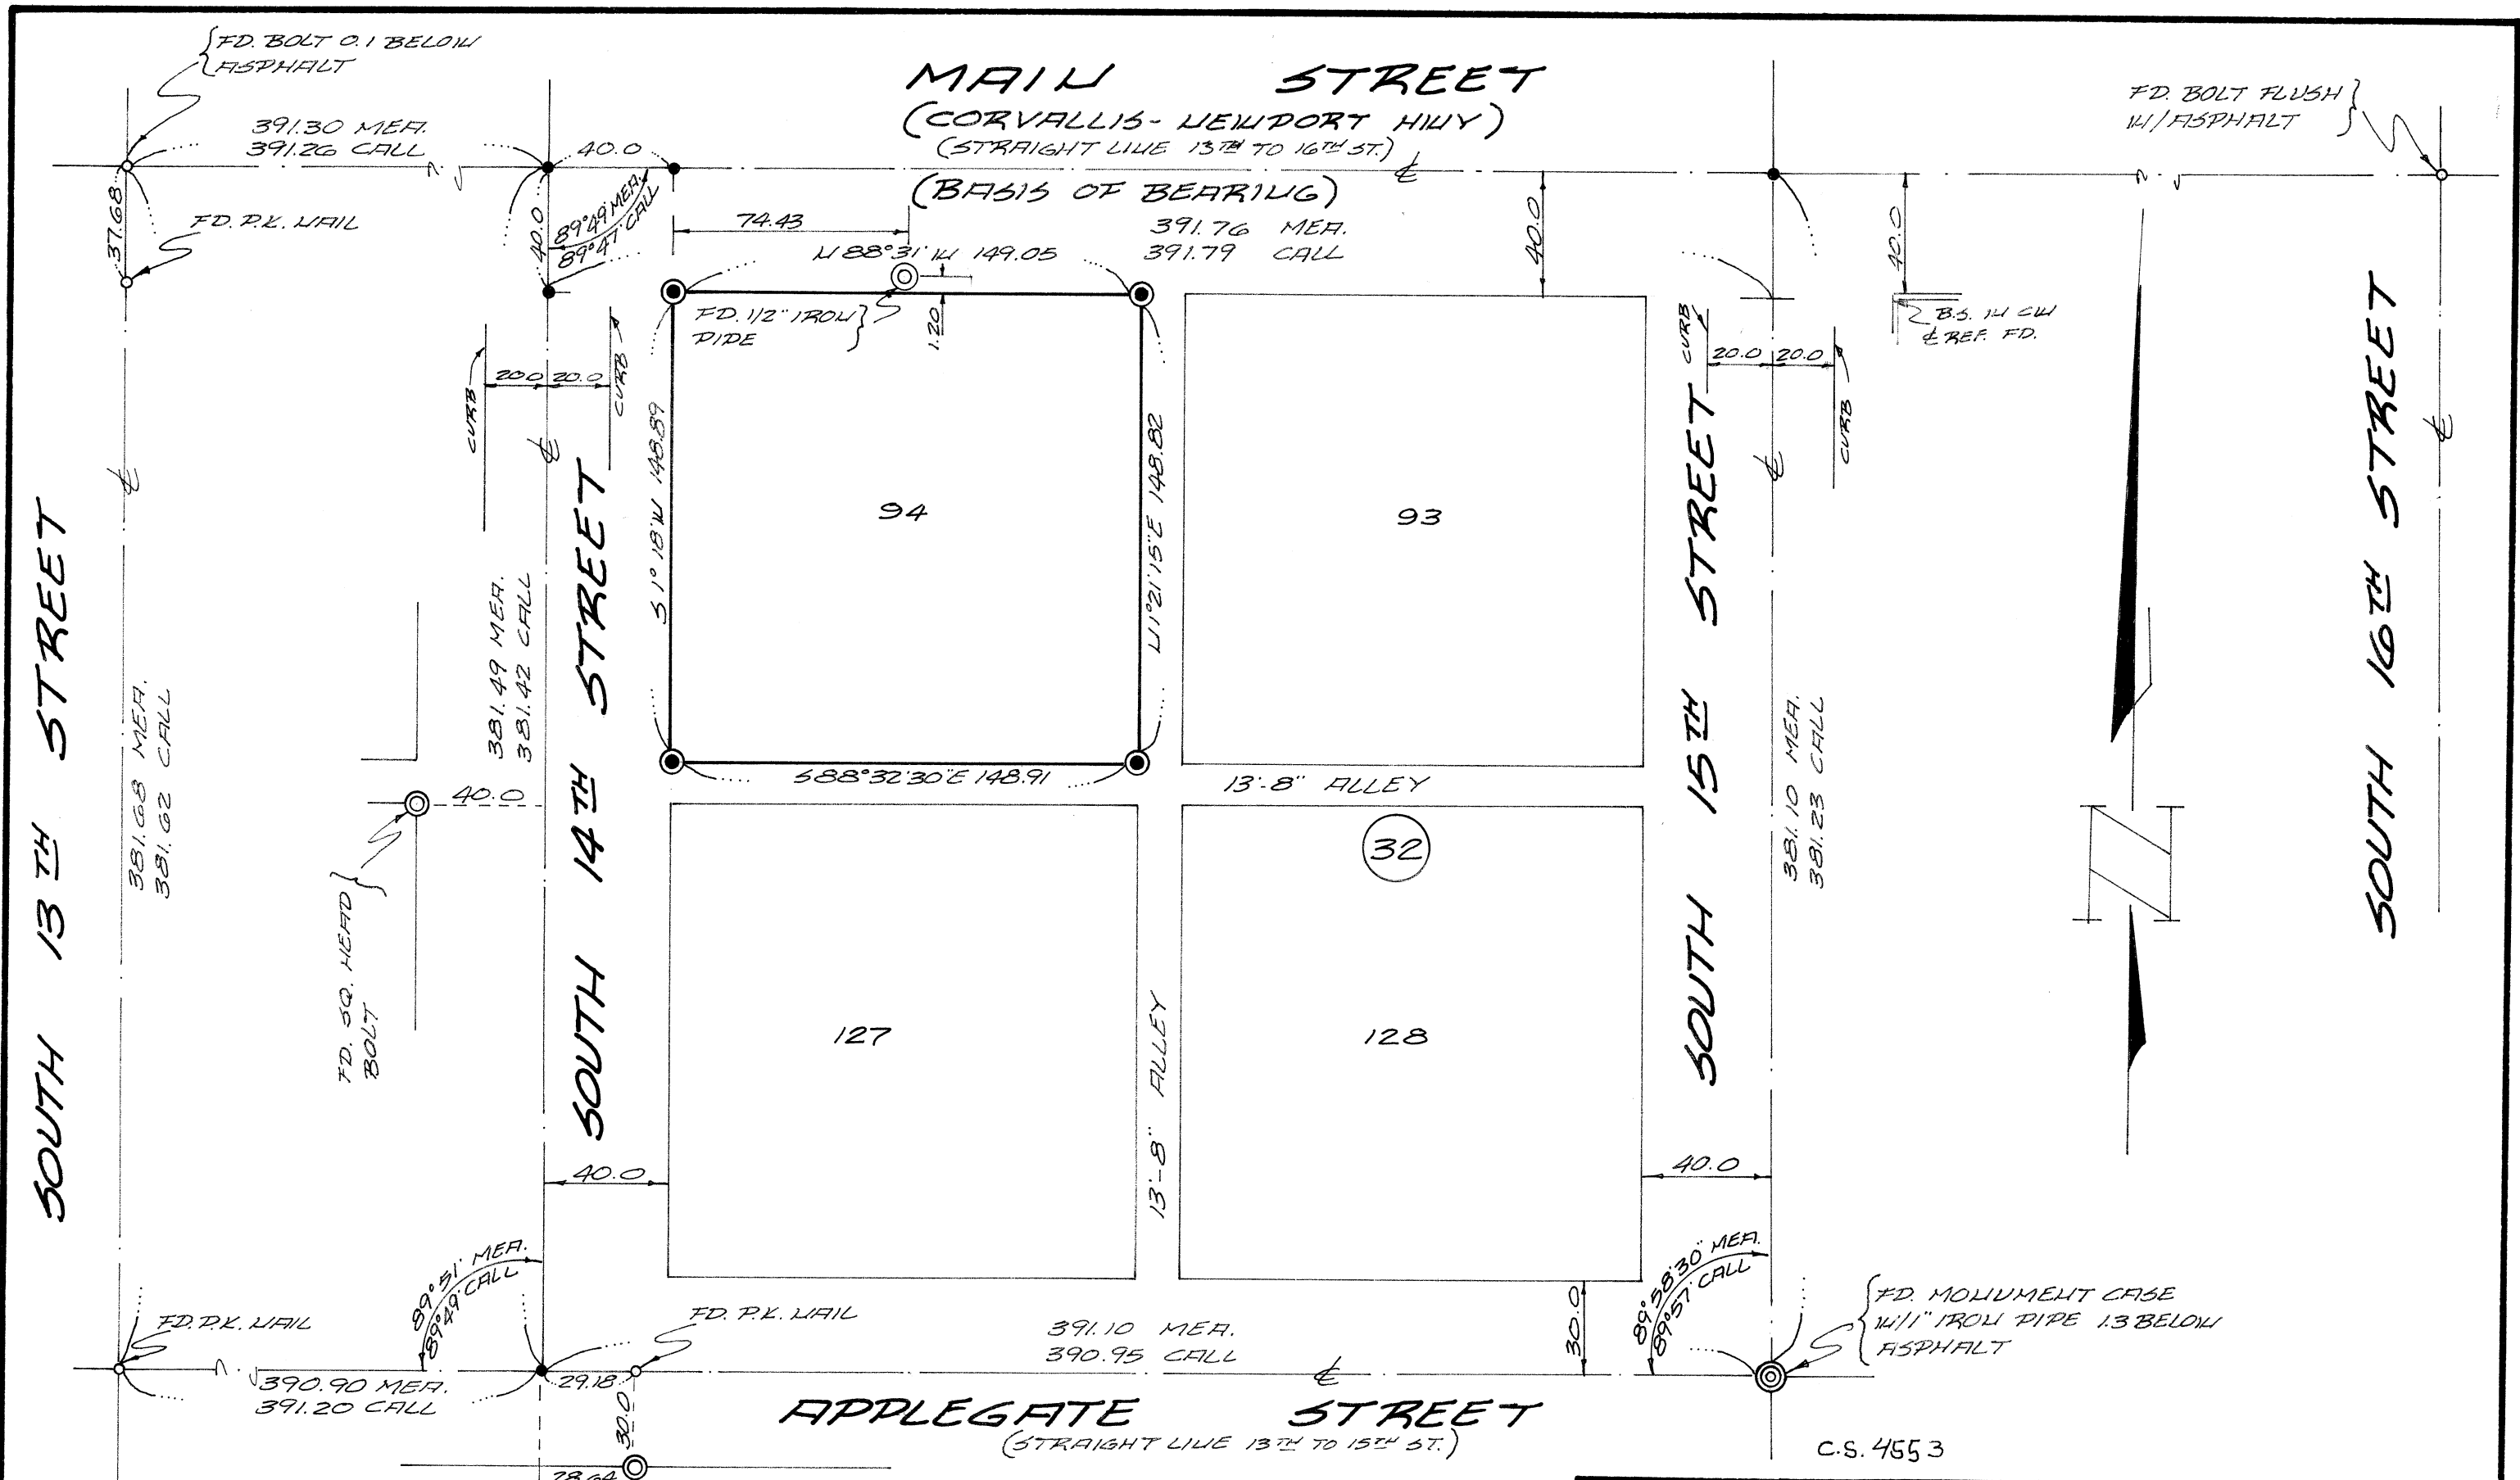 FD. BOLT 0.1 BELOW
ASPHALT
MAIN STREET
(CORVALLIS-NEWPORT HWY)
(STRAIGHT LINE 13TH TO 16TH ST.)
(BASIS OF BEARING)
FD. BOLT FLUSH
W/ASPHALT
391.30 MEA.
391.26 CALL
40.0
37.68
FD. P.K. NAIL
40.0
89°49' MEA.
89°47' CALL
74.43
391.76 MEA.
391.79 CALL
N 88°31' W 149.05
40.0
40.0
FD. 1/2" IRON
PIPE
1.20
B.S. IN CW
℄ REF. FD.
CURB
20.0 20.0
CURB
CURB
20.0 20.0
CURB
℄
℄
℄
℄
℄
S 1° 18' W 148.89
N 1° 21' 15" E 148.82
94
93
SOUTH 13TH STREET
381.68 MEA.
381.62 CALL
381.49 MEA.
381.42 CALL
SOUTH 14TH STREET
SOUTH 15TH STREET
381.10 MEA.
381.23 CALL
SOUTH 16TH STREET
N
S 88°32'30" E 148.91
13'-8" ALLEY
40.0
FD. SQ. HEAD
BOLT
32
127
128
13'-8" ALLEY
40.0
40.0
89°51' MEA.
89°49' CALL
89°58'30" MEA.
89°57' CALL
FD. P.K. NAIL
FD. P.K. NAIL
391.10 MEA.
390.95 CALL
30.0
FD. MONUMENT CASE
W/1" IRON PIPE 1.3 BELOW
ASPHALT
390.90 MEA.
391.20 CALL
29.18
30.0
℄
APPLEGATE STREET
(STRAIGHT LINE 13TH TO 15TH ST.)
C.S. 4553
28.64